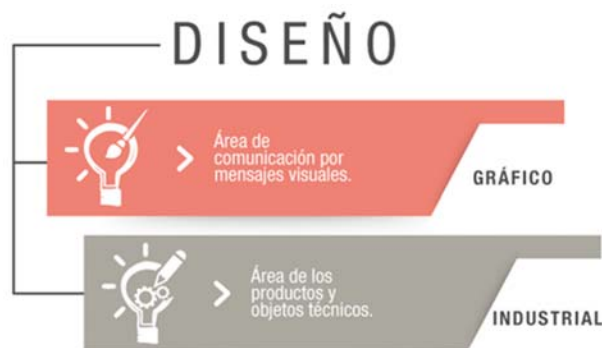 DISEÑO
Área de
comunicación por
mensajes visuales.
GRÁFICO
Área de los
productos y
objetos técnicos.
INDUSTRIAL